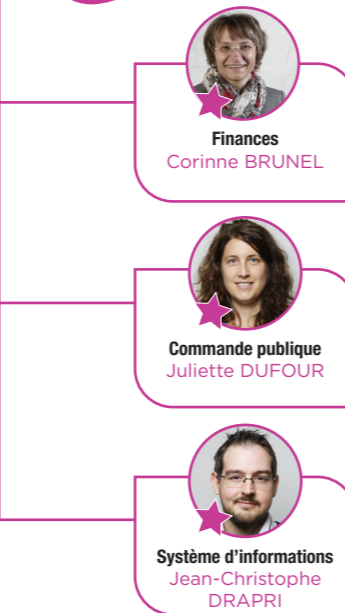 Finances
Corinne BRUNEL
Commande publique
Juliette DUFOUR
Système d'informations
Jean-Christophe
DRAPRI